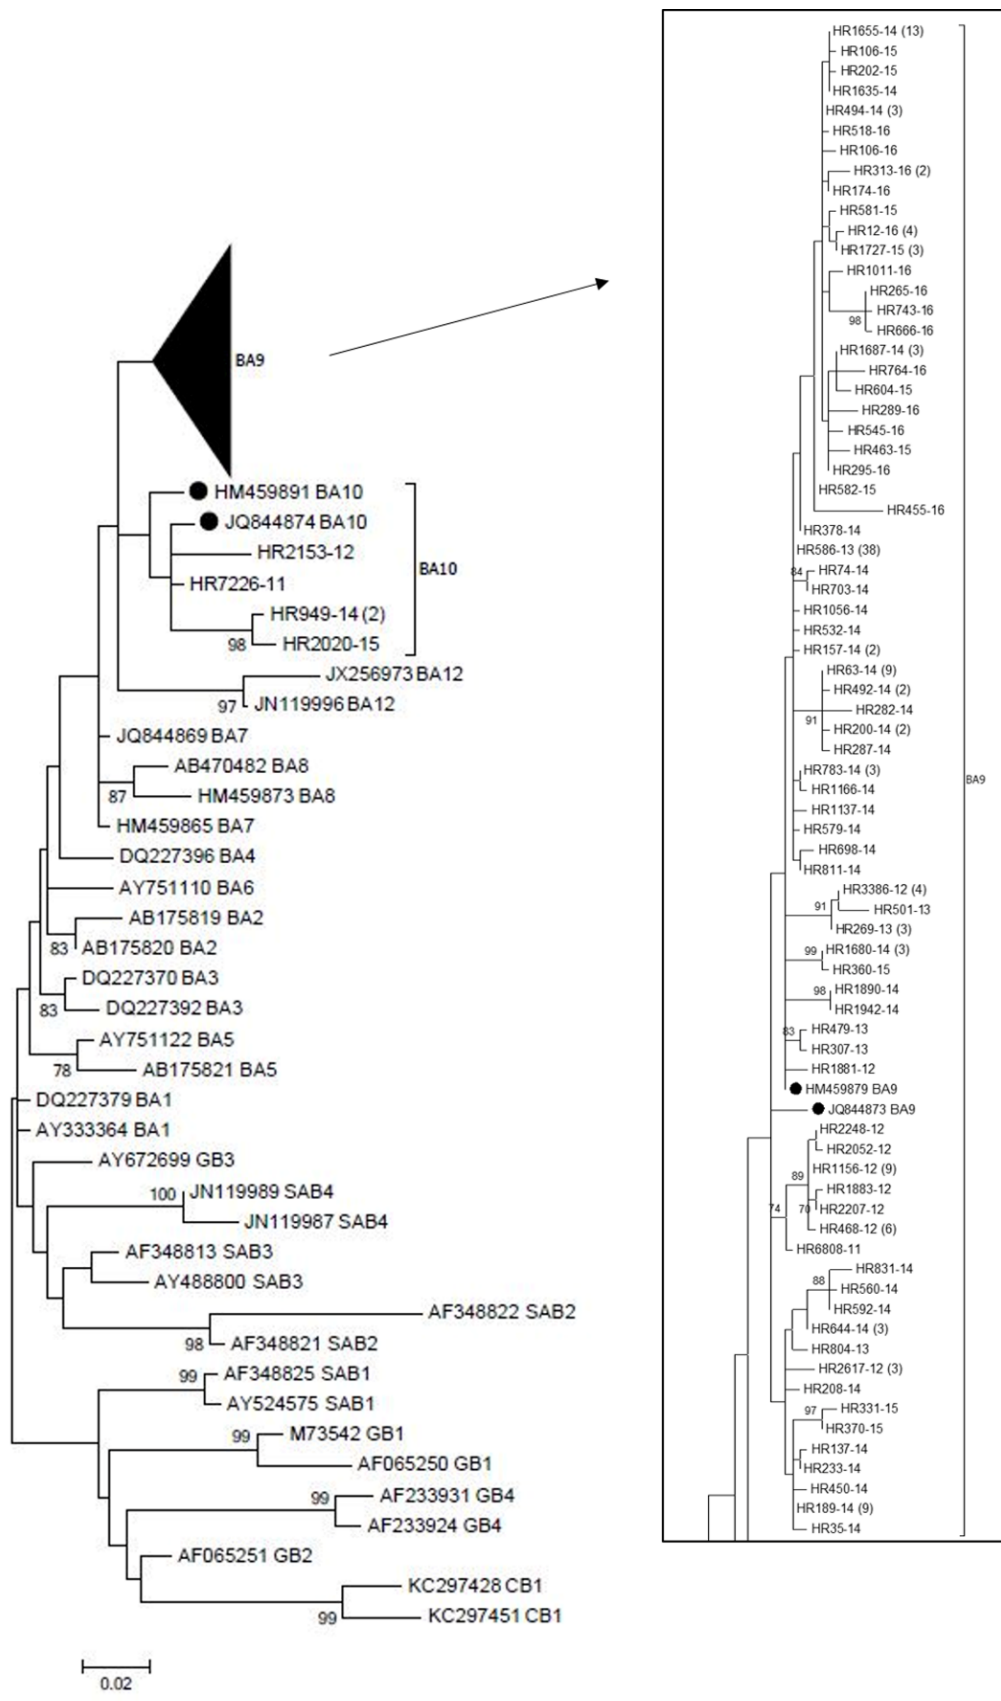 BA9
HM459891 BA10
JQ844874 BA10
HR2153-12
HR7226-11
HR949-14 (2)
98
HR2020-15
BA10
JX256973 BA12
97
JN119996 BA12
JQ844869 BA7
AB470482 BA8
87
HM459873 BA8
HM459865 BA7
DQ227396 BA4
AY751110 BA6
AB175819 BA2
83
AB175820 BA2
DQ227370 BA3
83
DQ227392 BA3
AY751122 BA5
78
AB175821 BA5
DQ227379 BA1
AY333364 BA1
AY672699 GB3
100
JN119989 SAB4
JN119987 SAB4
AF348813 SAB3
AY488800 SAB3
AF348822 SAB2
98
AF348821 SAB2
99
AF348825 SAB1
AY524575 SAB1
99
M73542 GB1
AF065250 GB1
99
AF233931 GB4
AF233924 GB4
AF065251 GB2
KC297428 CB1
99
KC297451 CB1
0.02
HR1655-14 (13)
HR106-15
HR202-15
HR1635-14
HR494-14 (3)
HR518-16
HR106-16
HR313-16 (2)
HR174-16
HR581-15
HR12-16 (4)
HR1727-15 (3)
HR1011-16
HR265-16
HR743-16
98
HR666-16
HR1687-14 (3)
HR764-16
HR604-15
HR289-16
HR545-16
HR463-15
HR295-16
HR582-15
HR455-16
HR378-14
HR586-13 (38)
84
HR74-14
HR703-14
HR1056-14
HR532-14
HR157-14 (2)
HR63-14 (9)
HR492-14 (2)
HR282-14
91
HR200-14 (2)
HR287-14
HR783-14 (3)
HR1166-14
BA9
HR1137-14
HR579-14
HR698-14
HR811-14
HR3386-12 (4)
91
HR501-13
HR269-13 (3)
99
HR1680-14 (3)
HR360-15
98
HR1890-14
HR1942-14
83
HR479-13
HR307-13
HR1881-12
HM459879 BA9
JQ844873 BA9
HR2248-12
HR2052-12
89
HR1156-12 (9)
HR1883-12
74
70
HR2207-12
HR468-12 (6)
HR6808-11
HR831-14
88
HR560-14
HR592-14
HR644-14 (3)
HR804-13
HR2617-12 (3)
HR208-14
97
HR331-15
HR370-15
HR137-14
HR233-14
HR450-14
HR189-14 (9)
HR35-14